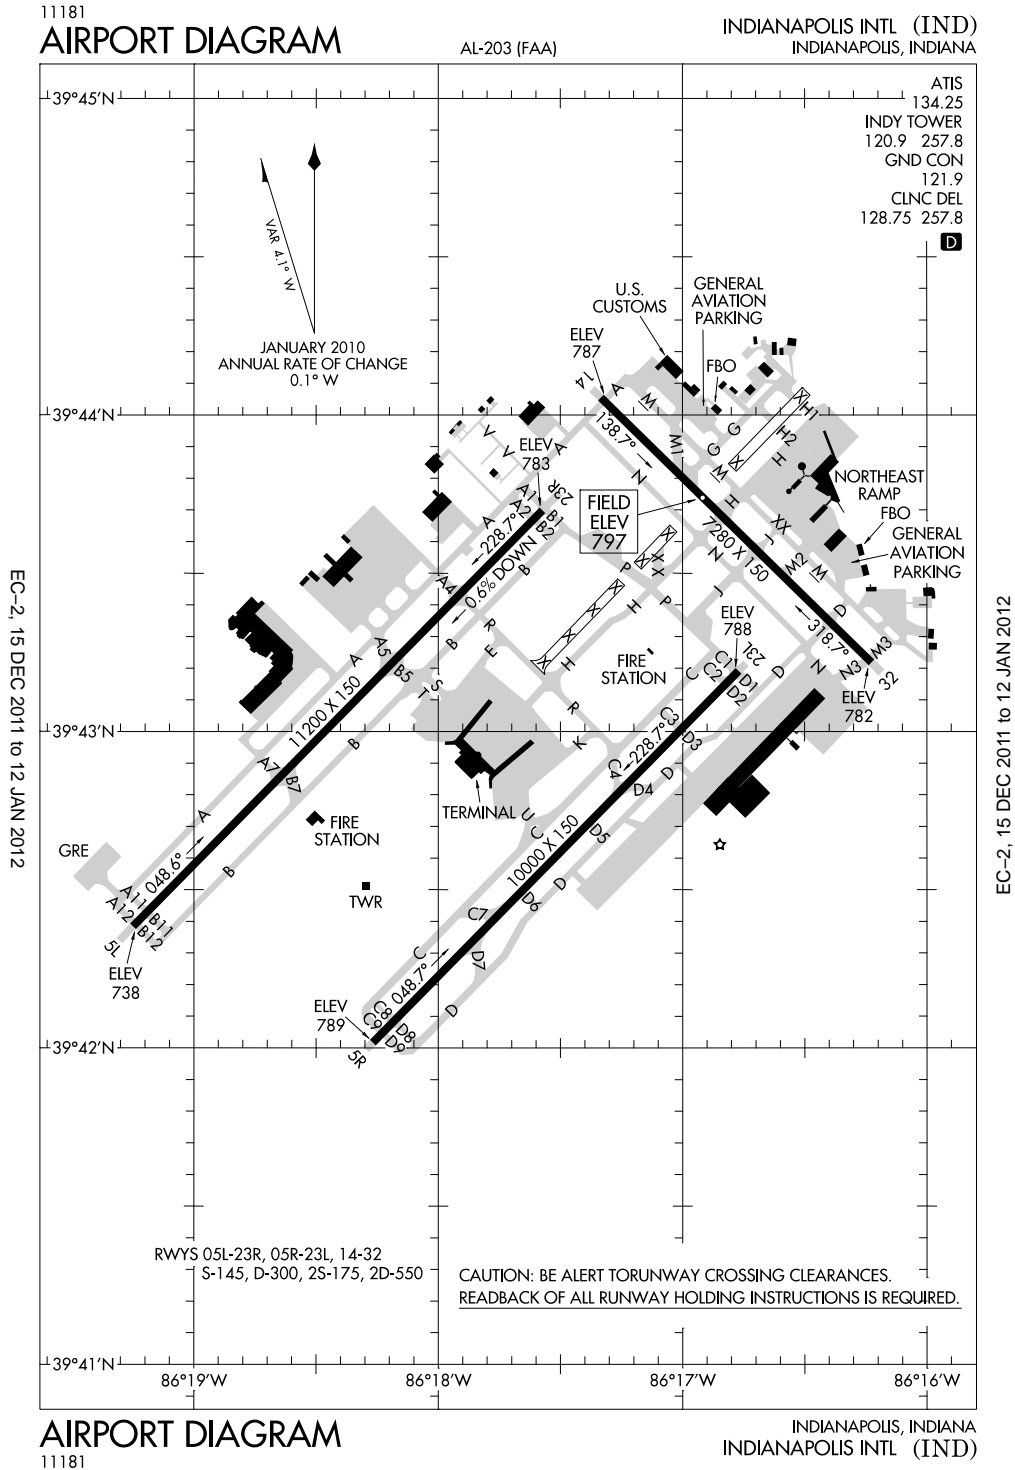 11181
AIRPORT DIAGRAM
AL-203 (FAA)
INDIANAPOLIS INTL (IND)
INDIANAPOLIS, INDIANA
39°45'N
ATIS
134.25
INDY TOWER
120.9 257.8
GND CON
121.9
CLNC DEL
128.75 257.8
D
VAR 4.1° W
JANUARY 2010
ANNUAL RATE OF CHANGE
0.1° W
U.S.
CUSTOMS
GENERAL
AVIATION
PARKING
FBO
ELEV
787
14
A
M
39°44'N
138.7°
M1
N
G
G
M
H
H1
H2
H
X
X
V
V
A
ELEV
783
23R
A1
A2
B1
B2
A
228.7°
0.6% DOWN
B
FIELD
ELEV
797
7280 X 150
XX
J
M2
M
NORTHEAST
RAMP
FBO
GENERAL
AVIATION
PARKING
N
J
D
318.7°
M3
N3
N
32
ELEV
782
X
XX
X
P
P
H
X
X
X
X
H
A4
B
R
E
A
A5
B5
S
T
11200 X 150
B
FIRE
STATION
ELEV
788
23L
C1
C2
C
D1
D2
D
39°43'N
R
K
C3
D3
228.7°
C4
D4
D
TERMINAL
U
C
D5
10000 X 150
D
D6
A7
B7
A
B
FIRE
STATION
TWR
GRE
048.6°
A11
A12
B11
B12
5L
ELEV
738
C7
D7
C
048.7°
D
ELEV
789
C8
C9
D8
D9
5R
39°42'N
RWYS 05L-23R, 05R-23L, 14-32
S-145, D-300, 2S-175, 2D-550
CAUTION: BE ALERT TORUNWAY CROSSING CLEARANCES.
READBACK OF ALL RUNWAY HOLDING INSTRUCTIONS IS REQUIRED.
39°41'N
86°19'W
86°18'W
86°17'W
86°16'W
AIRPORT DIAGRAM
11181
INDIANAPOLIS, INDIANA
INDIANAPOLIS INTL (IND)
EC–2, 15 DEC 2011 to 12 JAN 2012
EC–2, 15 DEC 2011 to 12 JAN 2012